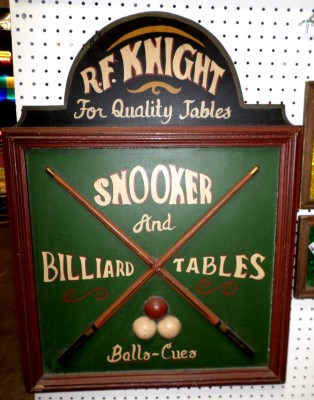 R.F. KNIGHT
For Quality Tables
SNOOKER
And
BILLIARD TABLES
Balls-Cues